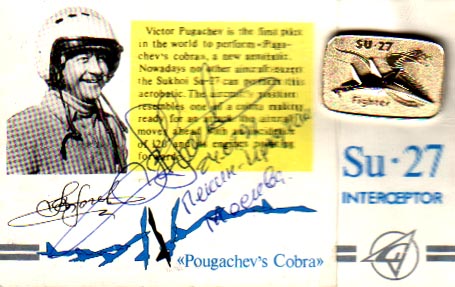 Victor Pugachev is the first pilot
in the world to perform «Puga-
chev's cobra», a new aerobatic.
Nowadays no other aircraft except
the Sukhoi Su-27 can perform this
aerobatic. The aircraft's position
resembles one of a cobra making
ready for an attack, the aircraft
moves ahead with an incidence
of 120 and its engines working
forward.
SU-27
Fighter
Su·27
INTERCEPTOR
«Pougachev's Cobra»